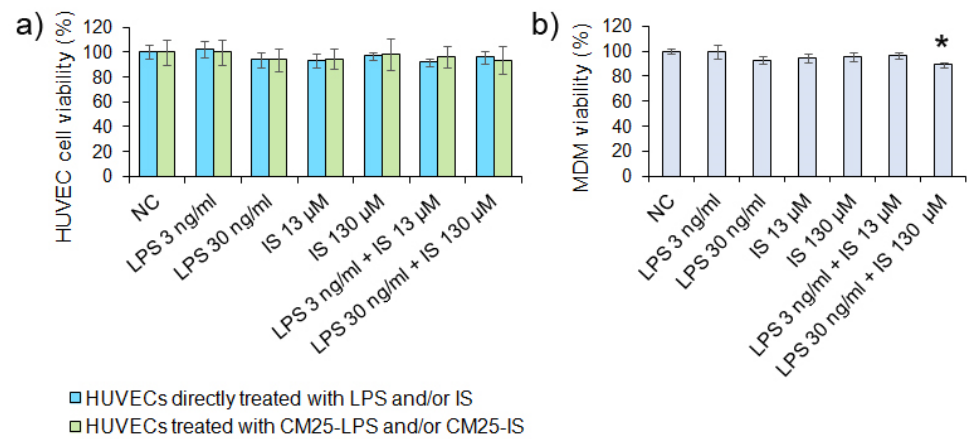 a)
HUVEC cell viability (%)
120
100
80
60
40
20
0
NC
LPS 3 ng/ml
LPS 30 ng/ml
IS 13 µM
IS 130 µM
LPS 3 ng/ml + IS 13 µM
LPS 30 ng/ml + IS 130 µM
HUVECs directly treated with LPS and/or IS
HUVECs treated with CM25-LPS and/or CM25-IS
b)
MDM viability (%)
120
100
80
60
40
20
0
*
NC
LPS 3 ng/ml
LPS 30 ng/ml
IS 13 µM
IS 130 µM
LPS 3 ng/ml + IS 13 µM
LPS 30 ng/ml + IS 130 µM